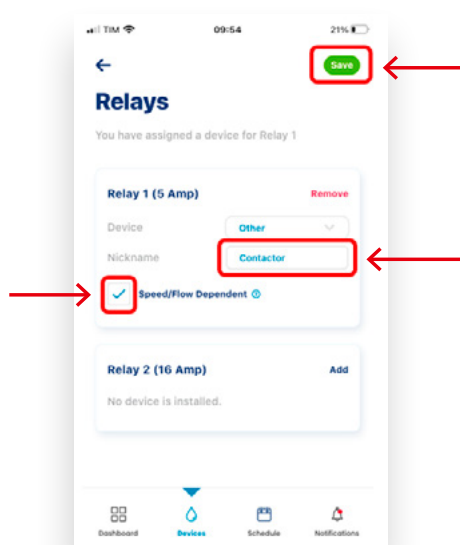 TIM 09:54 21%
Save
Relays
You have assigned a device for Relay 1
Relay 1 (5 Amp) Remove
Device Other
Nickname Contactor
Speed/Flow Dependent
Relay 2 (16 Amp) Add
No device is installed.
Dashboard Devices Schedule Notifications